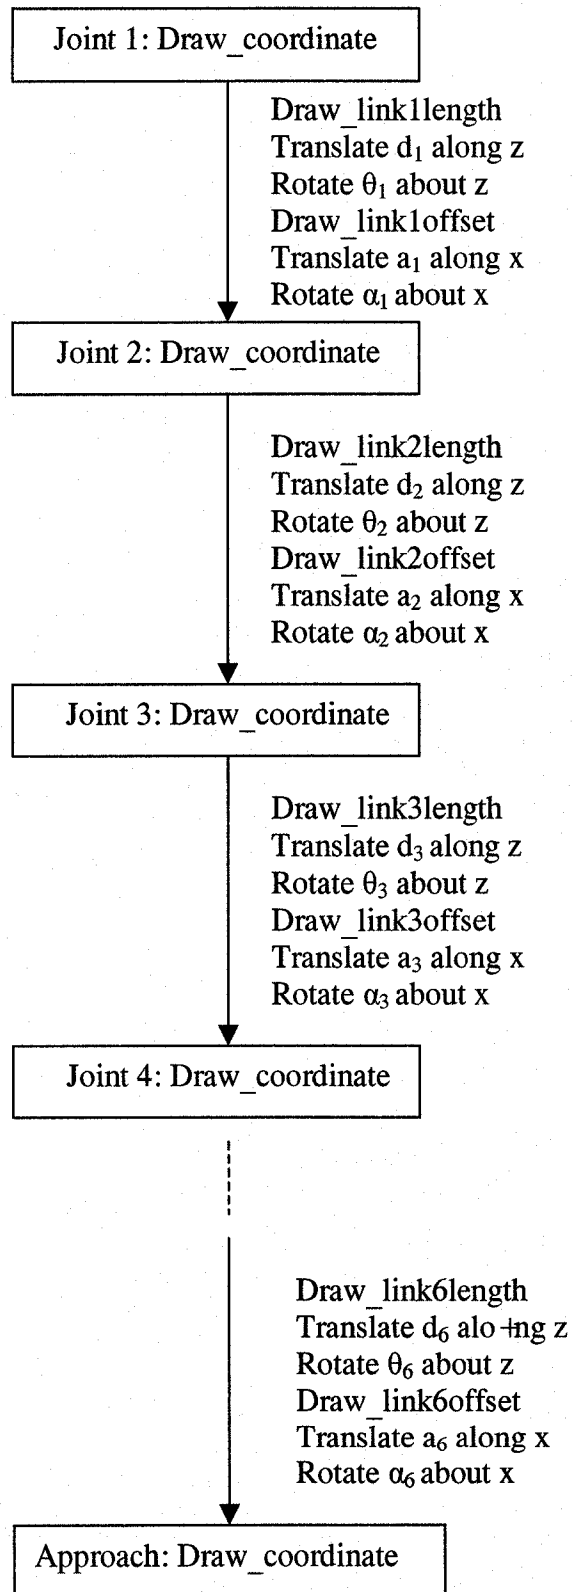 Joint 1: Draw_coordinate
Draw_link1length
Translate d₁ along z
Rotate θ₁ about z
Draw_link1offset
Translate a₁ along x
Rotate α₁ about x
Joint 2: Draw_coordinate
Draw_link2length
Translate d₂ along z
Rotate θ₂ about z
Draw_link2offset
Translate a₂ along x
Rotate α₂ about x
Joint 3: Draw_coordinate
Draw_link3length
Translate d₃ along z
Rotate θ₃ about z
Draw_link3offset
Translate a₃ along x
Rotate α₃ about x
Joint 4: Draw_coordinate
Draw_link6length
Translate d₆ alo+ng z
Rotate θ₆ about z
Draw_link6offset
Translate a₆ along x
Rotate α₆ about x
Approach: Draw_coordinate